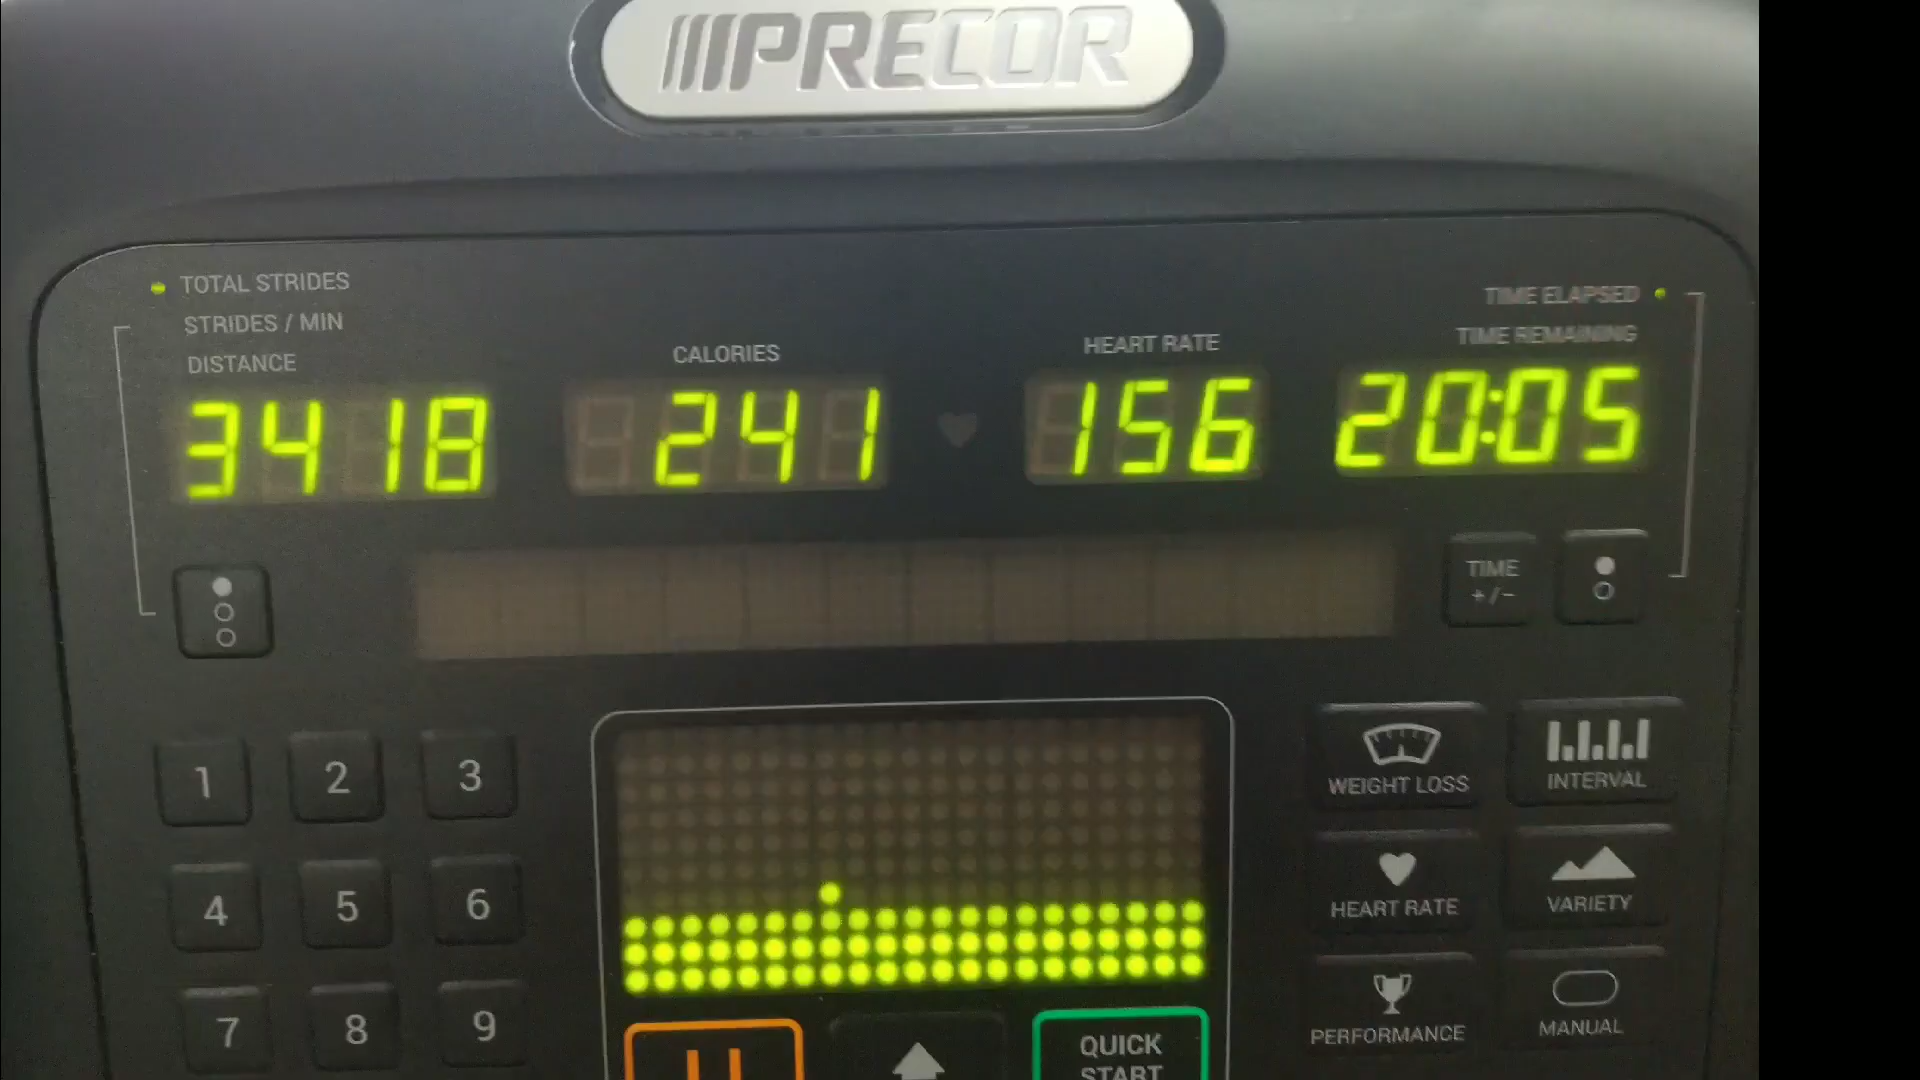 PRECOR
TOTAL STRIDES
STRIDES / MIN
DISTANCE
CALORIES
HEART RATE
TIME ELAPSED
TIME REMAINING
3418
241
156
20:05
TIME
+/-
1 2 3
4 5 6
7 8 9
WEIGHT LOSS
INTERVAL
HEART RATE
VARIETY
PERFORMANCE
MANUAL
QUICK
START